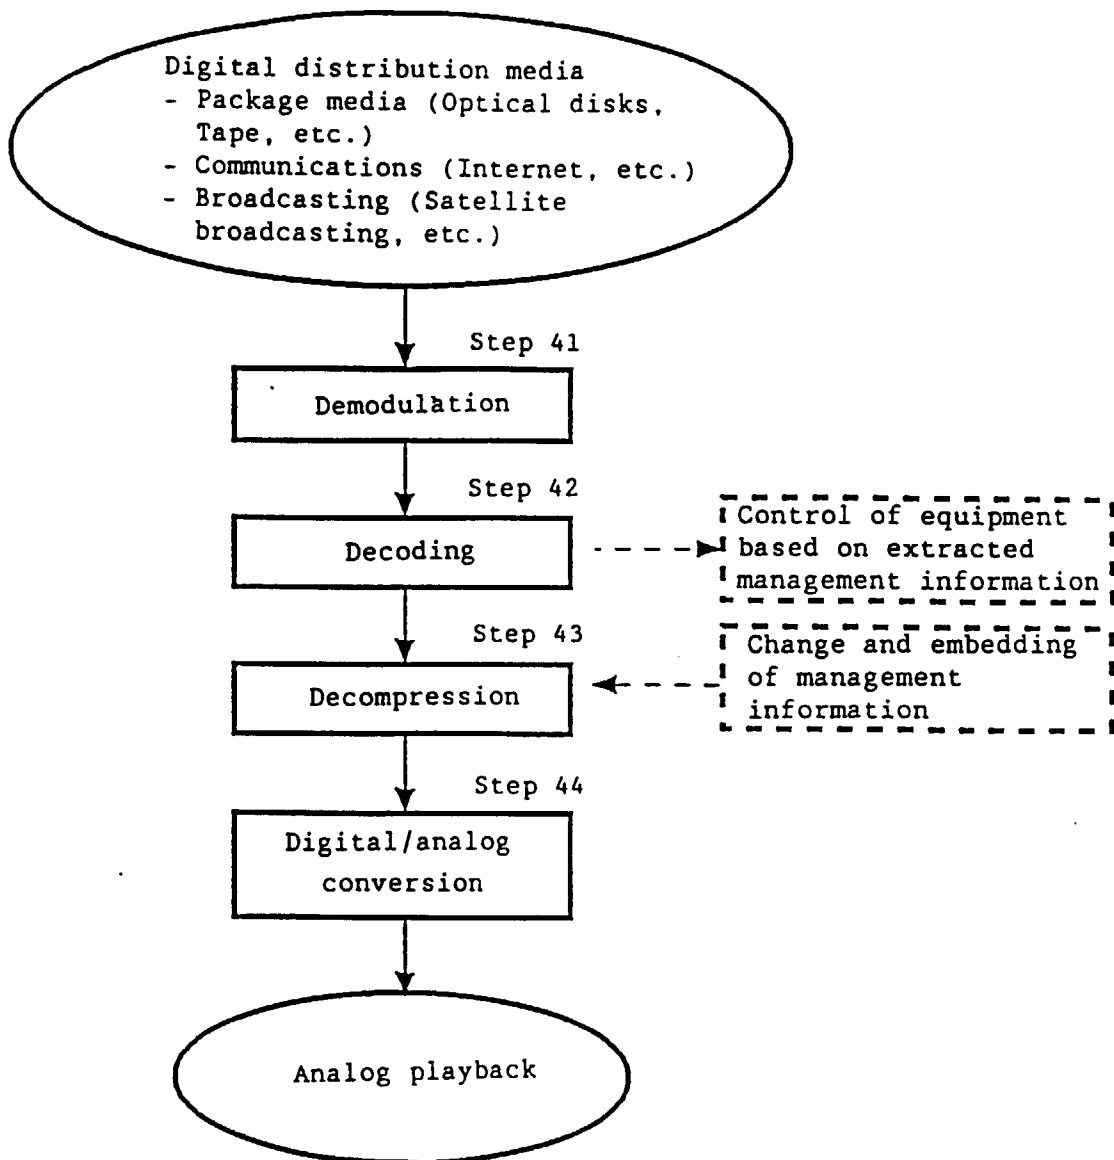 Digital distribution media
- Package media (Optical disks,
Tape, etc.)
- Communications (Internet, etc.)
- Broadcasting (Satellite
broadcasting, etc.)
Step 41
Demodulation
Step 42
Decoding
Control of equipment
based on extracted
management information
Step 43
Decompression
Change and embedding
of management
information
Step 44
Digital/analog
conversion
Analog playback